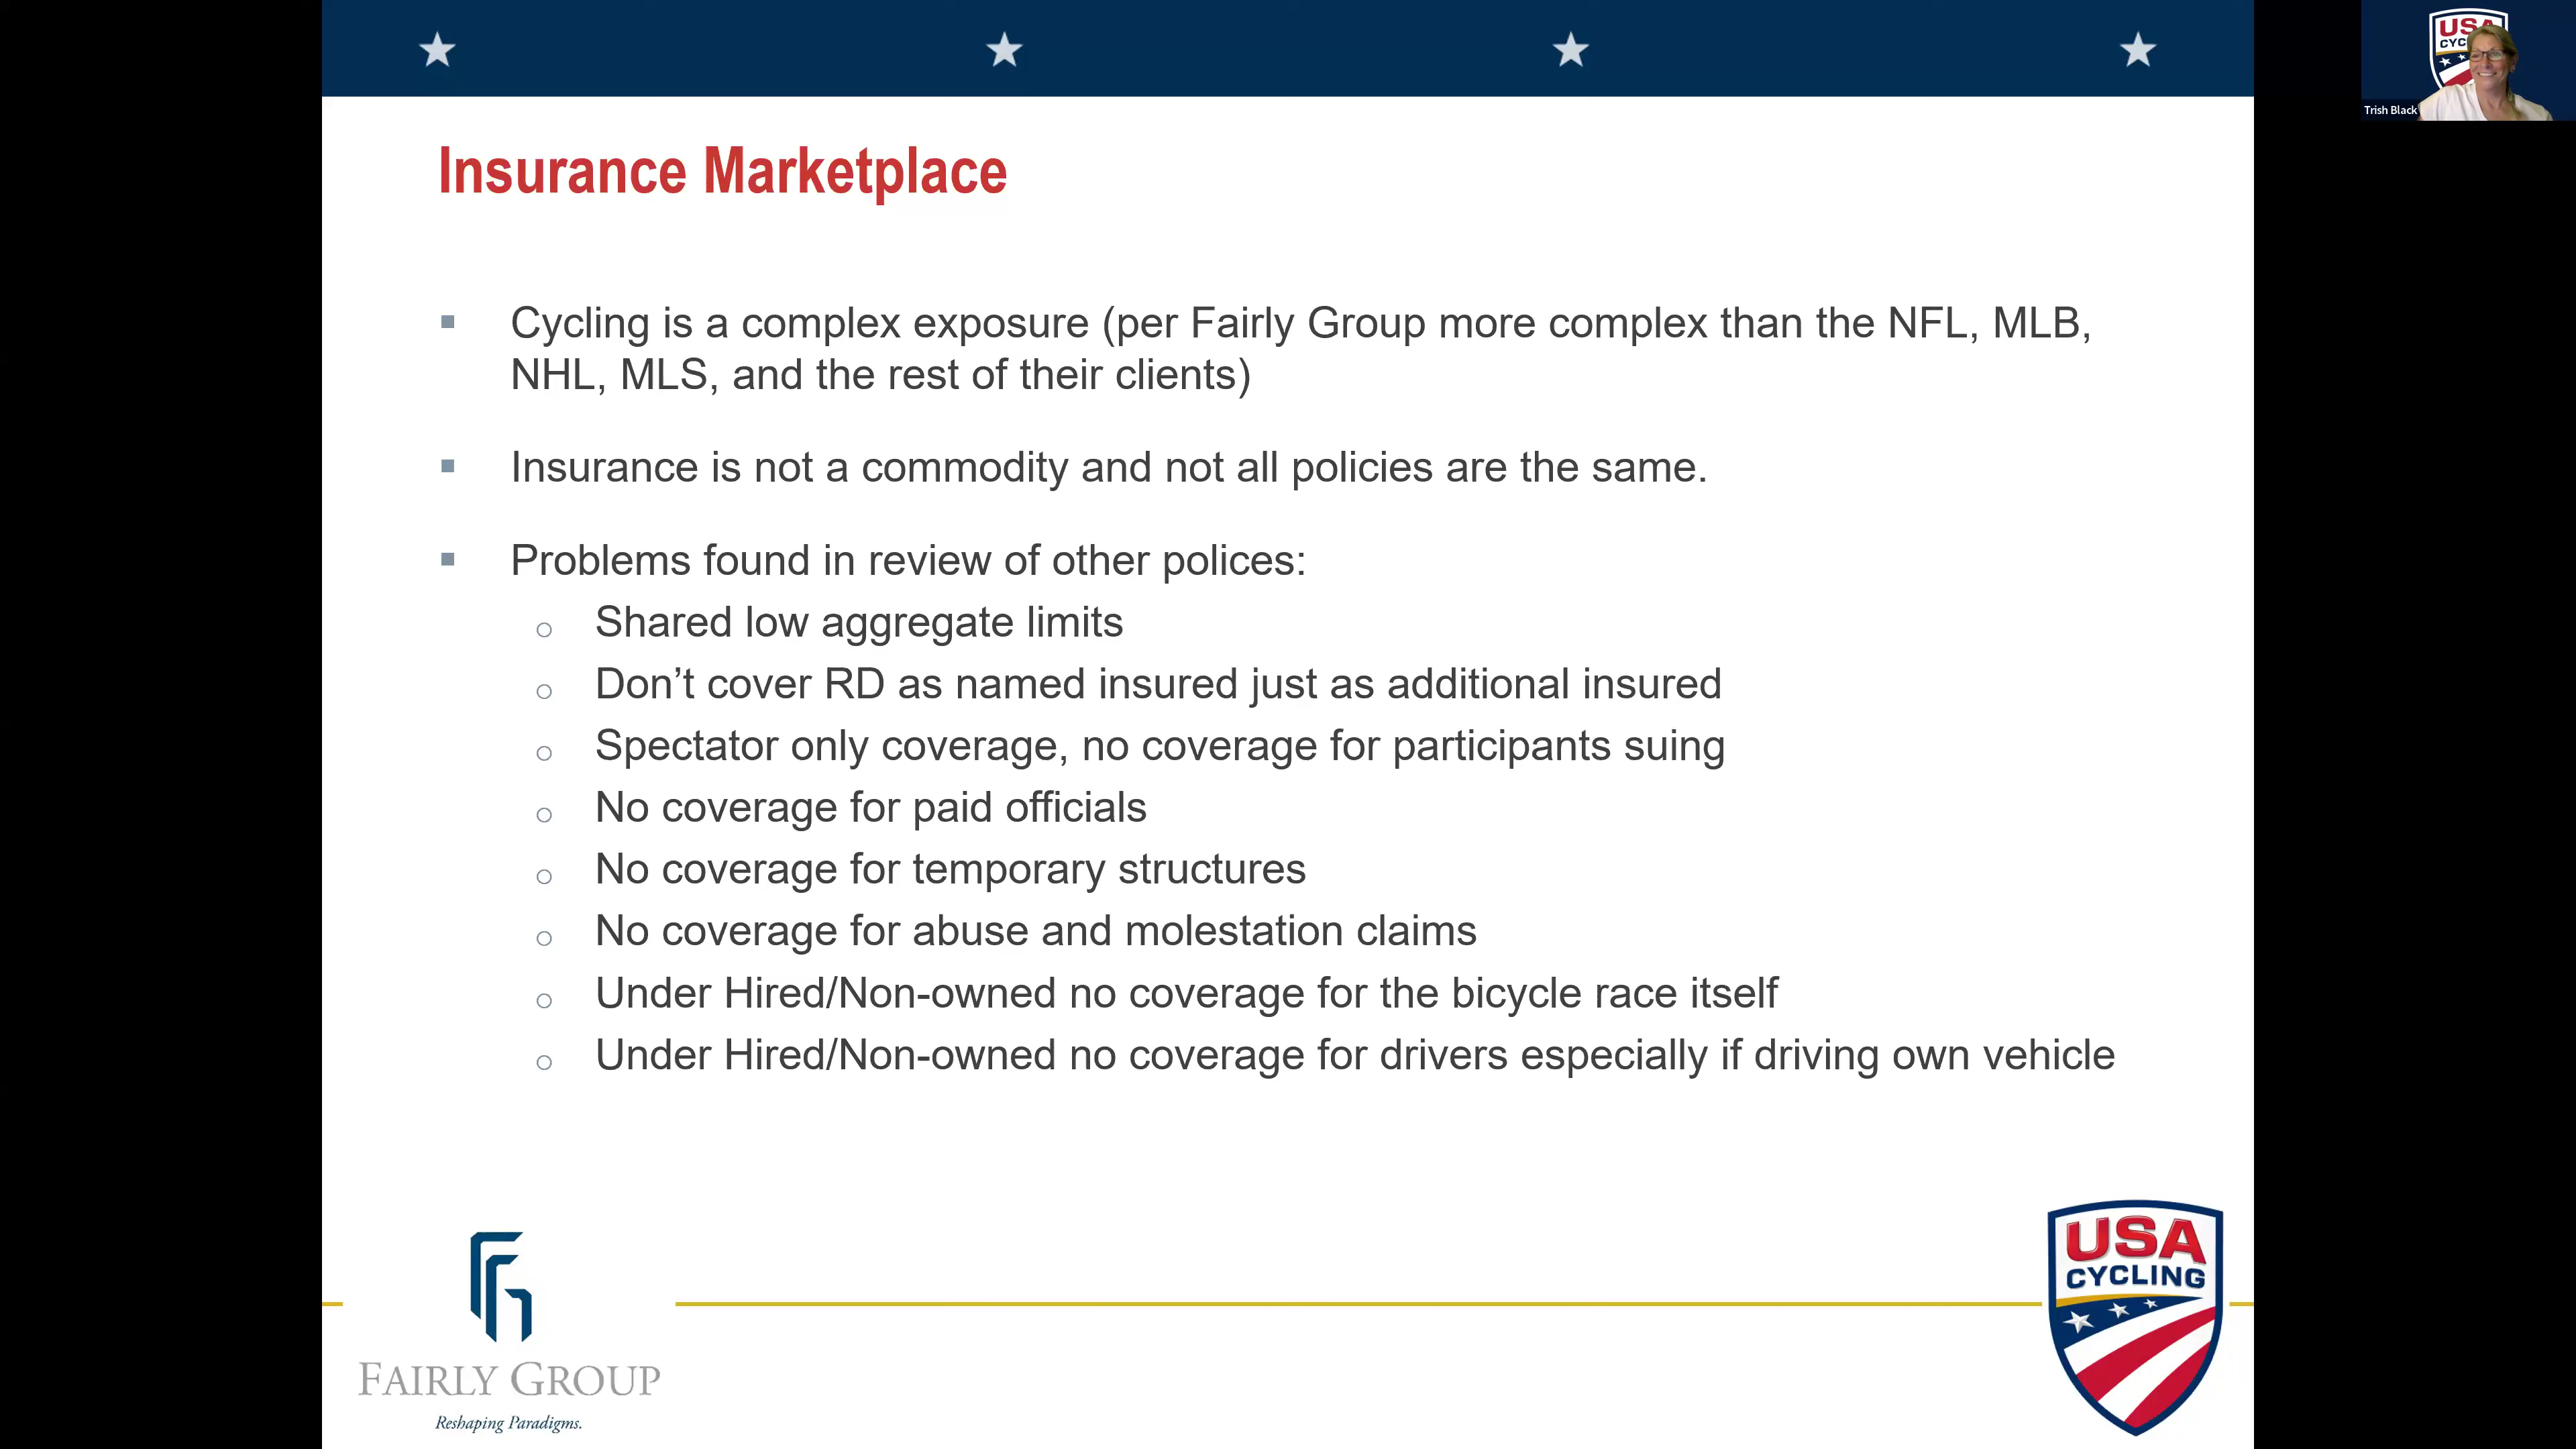 USA
CYC
Trish Black
Insurance Marketplace
Cycling is a complex exposure (per Fairly Group more complex than the NFL, MLB,
NHL, MLS, and the rest of their clients)
Insurance is not a commodity and not all policies are the same.
Problems found in review of other polices:
Shared low aggregate limits
Don’t cover RD as named insured just as additional insured
Spectator only coverage, no coverage for participants suing
No coverage for paid officials
No coverage for temporary structures
No coverage for abuse and molestation claims
Under Hired/Non-owned no coverage for the bicycle race itself
Under Hired/Non-owned no coverage for drivers especially if driving own vehicle
FAIRLY GROUP
Reshaping Paradigms.
USA
CYCLING